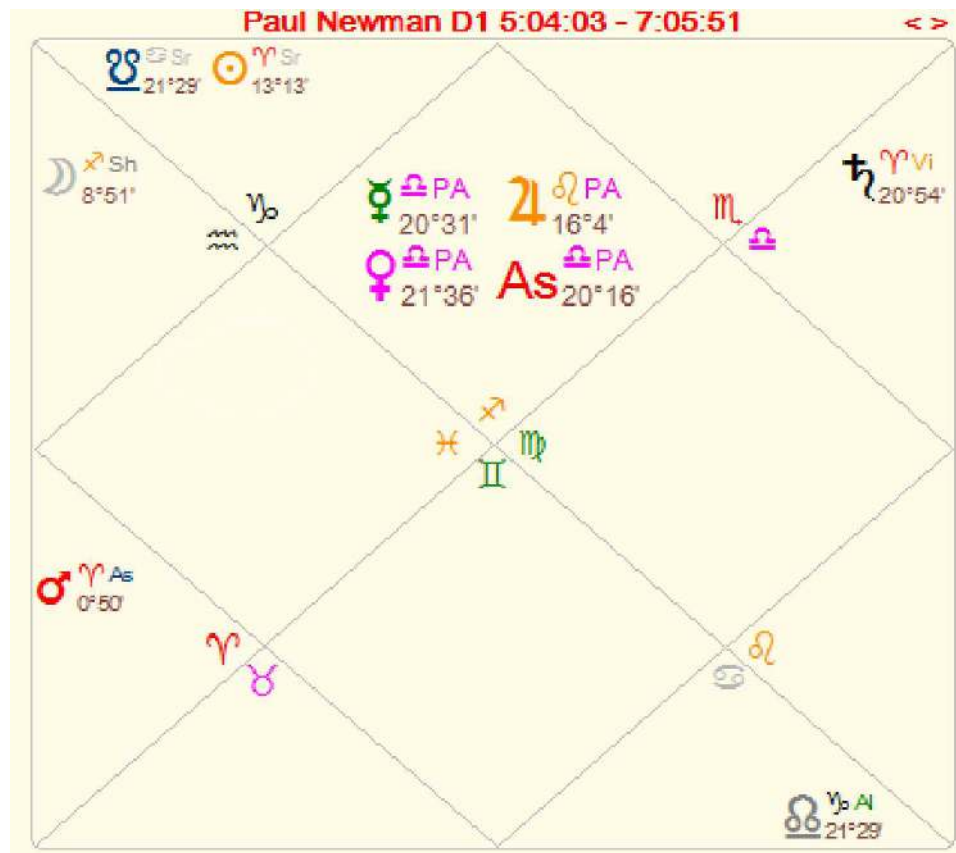 Paul Newman D1 5:04:03 - 7:05:51 < >
☋ ♋ Sr 21°29' ☉ ♈ Sr 13°13'
☽ ♐ Sh 8°51'
♑
♒
☿ ♎ PA 20°31' ♃ ♌ PA 16°4'
♀ ♎ PA 21°36' As ♎ PA 20°16'
♏
♎
♄ ♈ Vi 20°54'
♐
♓ ♍
♊
♂ ♈ As 0°50'
♈
♉
♌
♋
☊ ♑ Al 21°29'